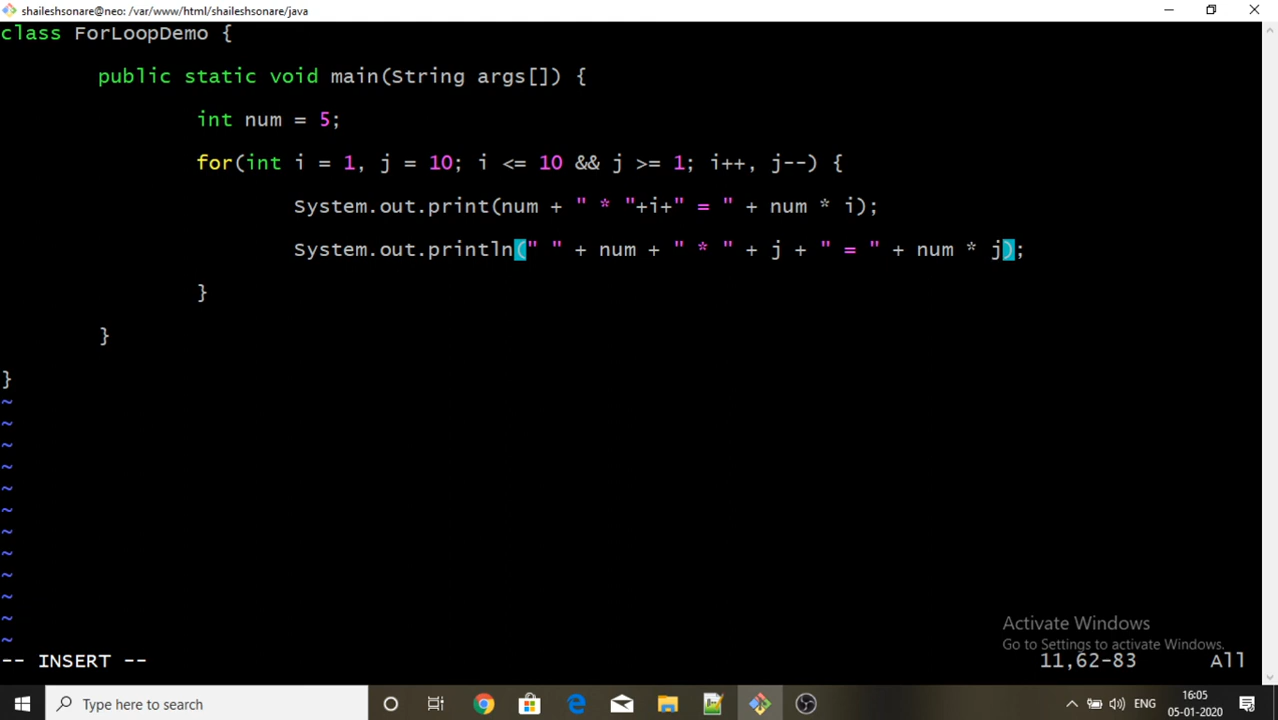 shaileshsonare@neo: /var/www/html/shaileshsonare/java
class ForLoopDemo {
public static void main(String args[]) {
int num = 5;
for(int i = 1, j = 10; i <= 10 && j >= 1; i++, j--) {
System.out.print(num + " * "+i+" = " + num * i);
System.out.println(" " + num + " * " + j + " = " + num * j);
}
}
}
~
~
~
~
~
~
~
~
~
~
~
~
Activate Windows
Go to Settings to activate Windows.
-- INSERT -- 11,62-83 All
Type here to search
ENG
16:05
05-01-2020